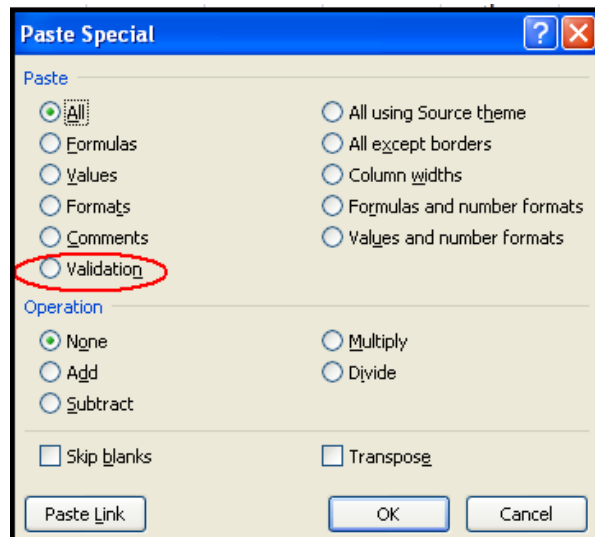 Paste Special
Paste
All
All using Source theme
Formulas
All except borders
Values
Column widths
Formats
Formulas and number formats
Comments
Values and number formats
Validation
Operation
None
Multiply
Add
Divide
Subtract
Skip blanks
Transpose
Paste Link
OK
Cancel